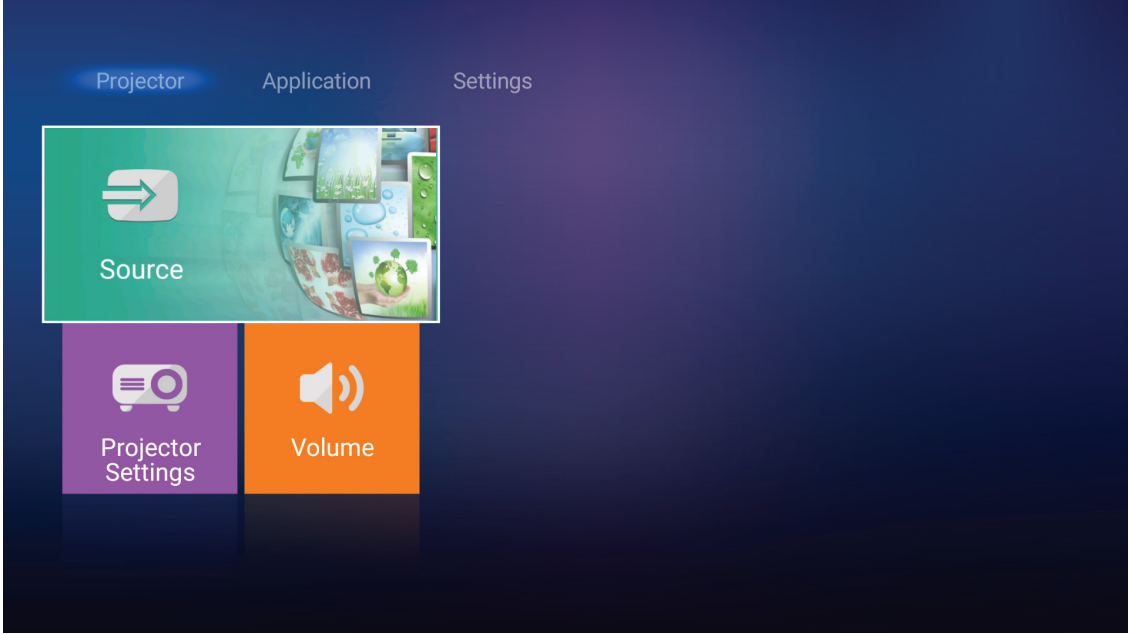 Projector Application Settings
Source
Projector
Settings
Volume